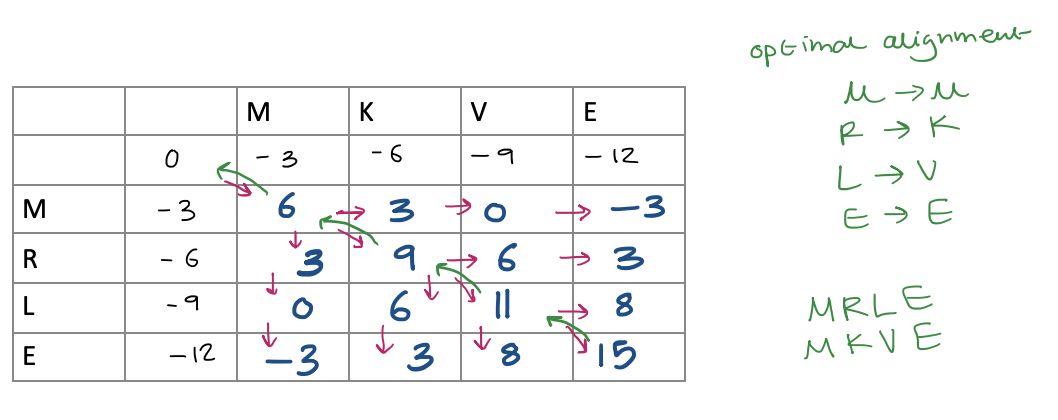 optimal alignment
M K V E
0 -3 -6 -9 -12
M -3 6 3 0 -3
R -6 3 9 6 3
L -9 0 6 11 8
E -12 -3 3 8 15
M → M
R → K
L → V
E → E
MRLE
MKVE